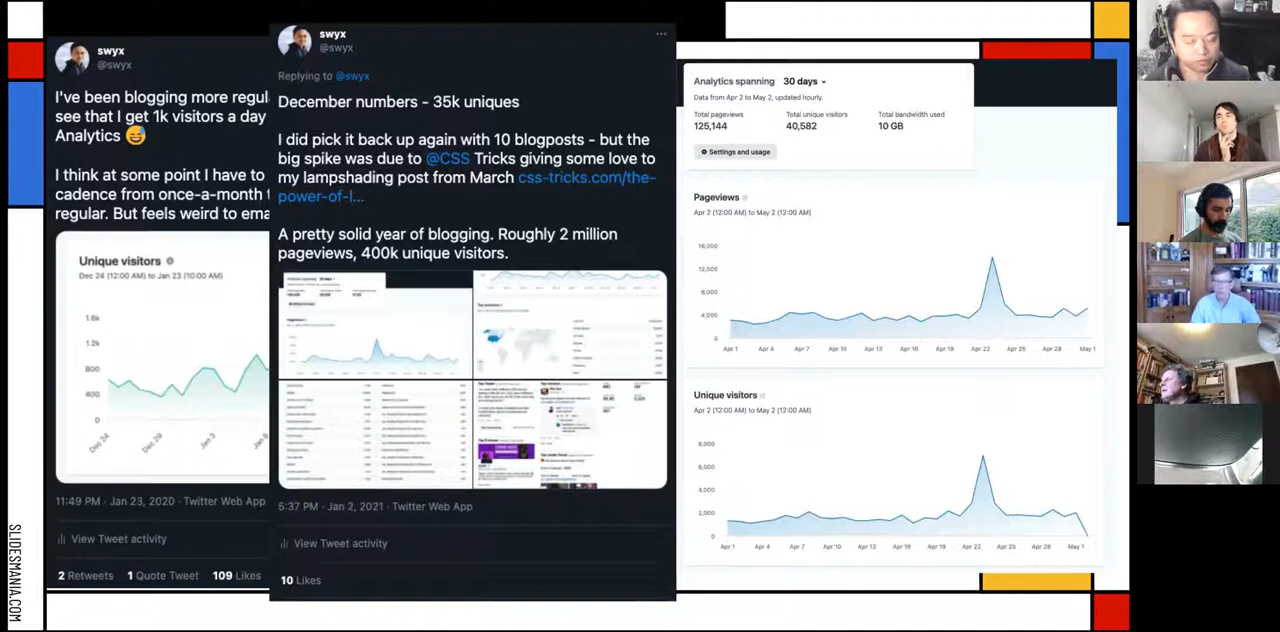 swyx
@swyx
I've been blogging more regul
see that I get 1k visitors a day
Analytics
I think at some point I have to
cadence from once-a-month t
regular. But feels weird to ema
Unique visitors
Dec 24 (12:00 AM) to Jan 23 (10:00 AM)
1.6k
1.2k
800
400
0
Dec 24
Dec 29
Jan 3
11:49 PM · Jan 23, 2020 · Twitter Web App
View Tweet activity
2 Retweets 1 Quote Tweet 109 Likes
swyx
@swyx
Replying to @swyx
December numbers - 35k uniques
I did pick it back up again with 10 blogposts - but the
big spike was due to @CSS Tricks giving some love to
my lampshading post from March css-tricks.com/the-
power-of-l...
A pretty solid year of blogging. Roughly 2 million
pageviews, 400k unique visitors.
5:37 PM · Jan 2, 2021 · Twitter Web App
View Tweet activity
10 Likes
Analytics spanning 30 days
Data from Apr 2 to May 2, updated hourly.
Total pageviews Total unique visitors Total bandwidth used
125,144 40,582 10 GB
Settings and usage
Pageviews
Apr 2 (12:00 AM) to May 2 (12:00 AM)
16,000
12,000
8,000
4,000
0
Apr 1 Apr 4 Apr 7 Apr 10 Apr 13 Apr 16 Apr 19 Apr 22 Apr 25 Apr 28 May 1
Unique visitors
Apr 2 (12:00 AM) to May 2 (12:00 AM)
8,000
6,000
4,000
2,000
0
Apr 1 Apr 4 Apr 7 Apr 10 Apr 13 Apr 16 Apr 19 Apr 22 Apr 25 Apr 28 May 1
SLIDESMANIA.COM